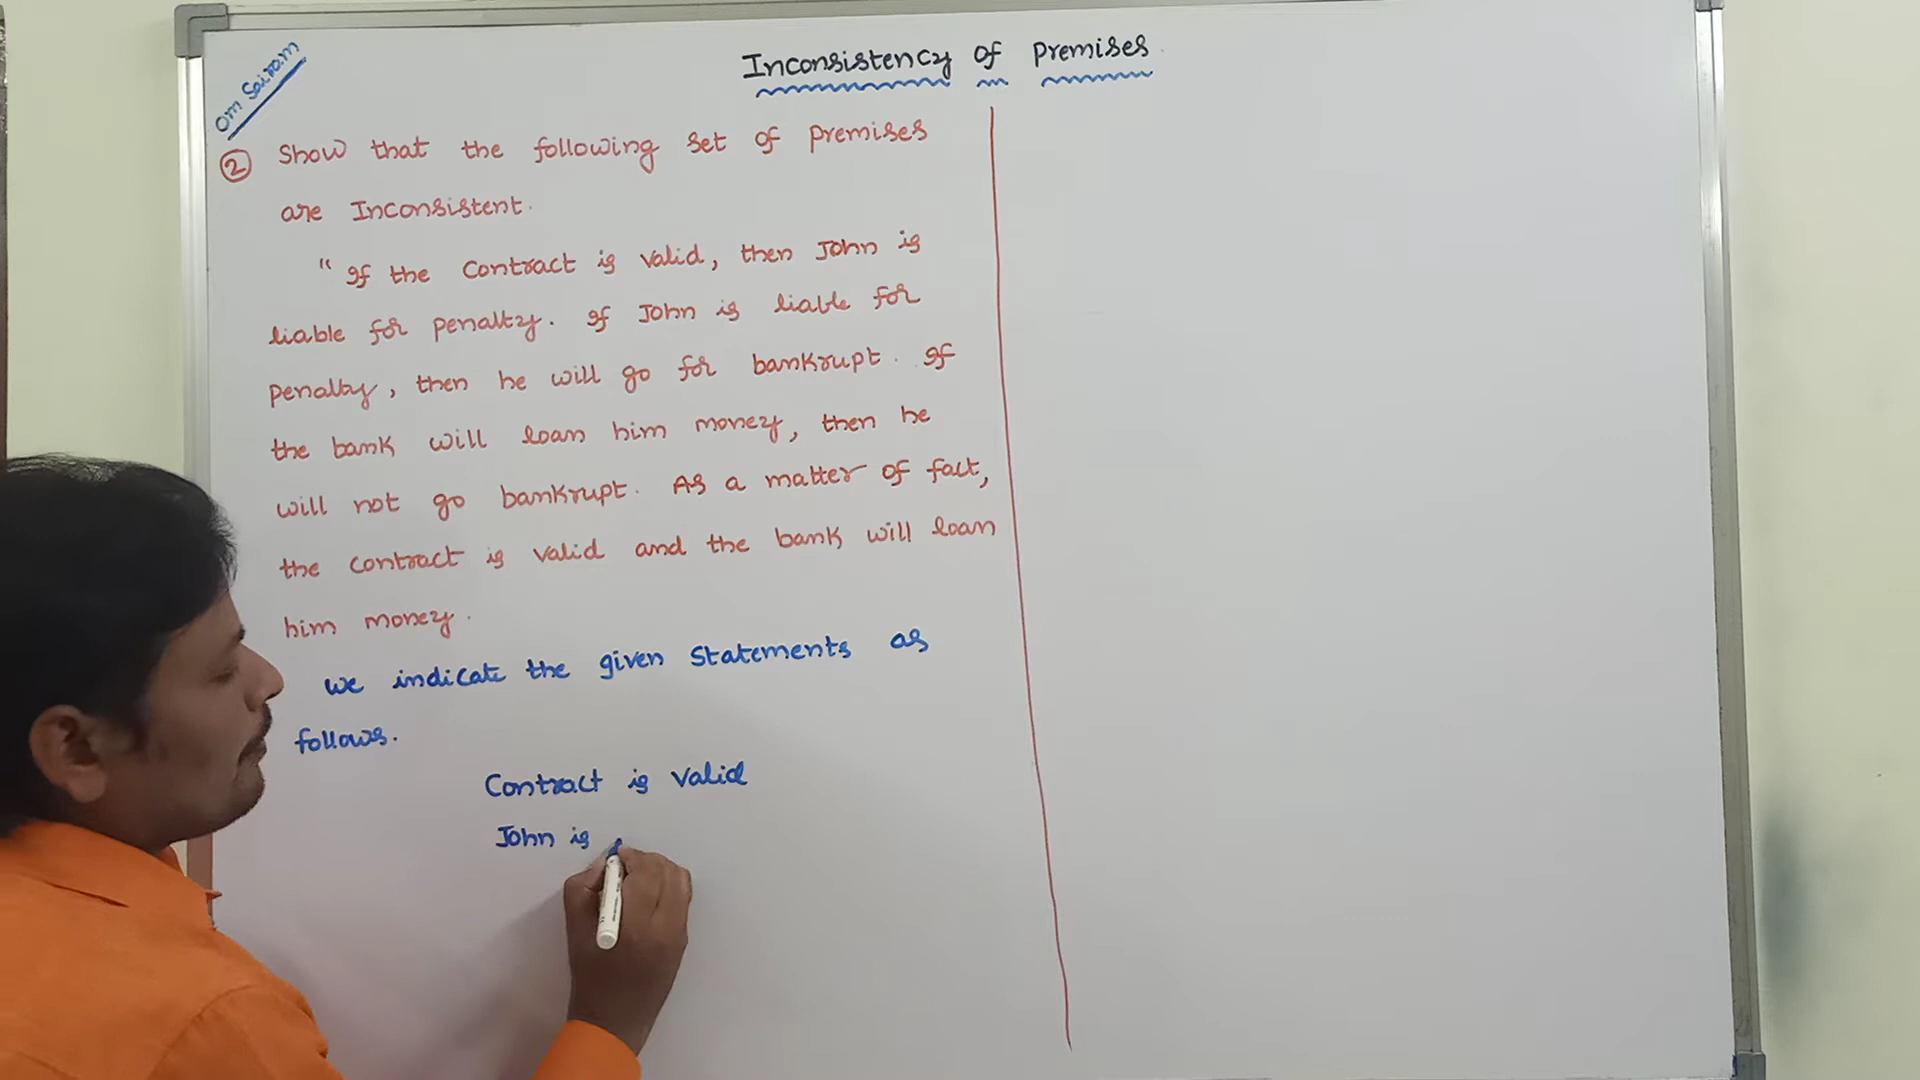 Om Sairam
Inconsistency of Premises
② Show that the following set of premises
are Inconsistent.
"If the Contract is valid, then John is
liable for penalty. If John is liable for
penalty, then he will go for bankrupt. If
the bank will loan him money, then he
will not go bankrupt. As a matter of fact,
the contract is valid and the bank will loan
him money.
we indicate the given statements as
follows.
Contract is valid
John is